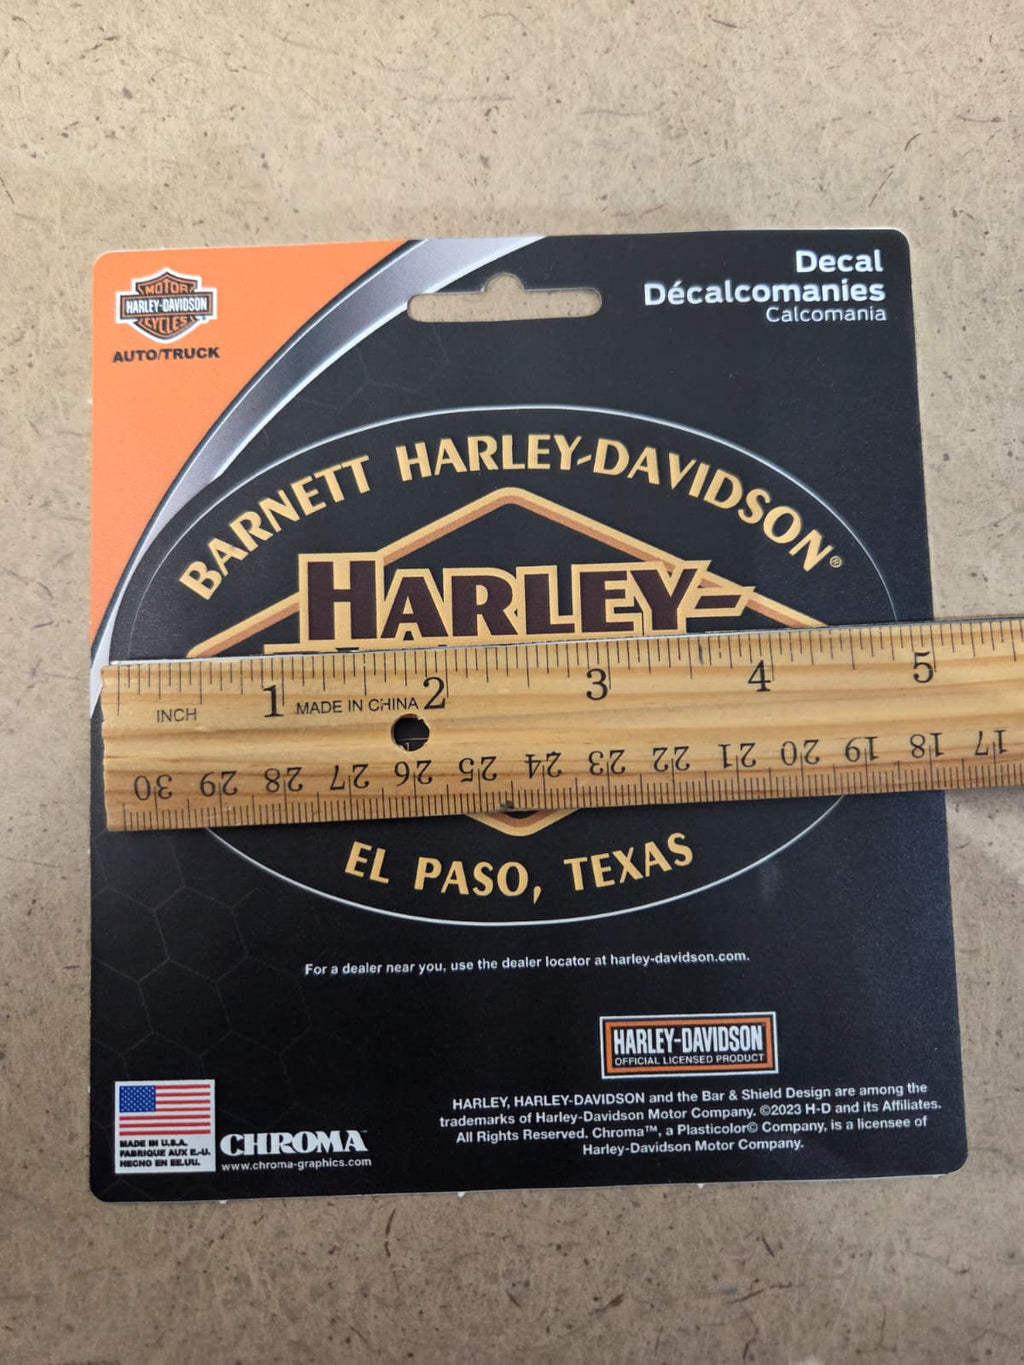 MOTOR
HARLEY-DAVIDSON
CYCLES
AUTO/TRUCK
Decal
Décalcomanies
Calcomania
BARNETT HARLEY-DAVIDSON®
HARLEY-
1 2 3 4 5
INCH MADE IN CHINA
30 29 28 27 26 25 24 23 22 21 20 19 18 17
EL PASO, TEXAS
For a dealer near you, use the dealer locator at harley-davidson.com.
HARLEY-DAVIDSON
OFFICIAL LICENSED PRODUCT
HARLEY, HARLEY-DAVIDSON and the Bar & Shield Design are among the
trademarks of Harley-Davidson Motor Company. ©2023 H-D and its Affiliates.
All Rights Reserved. Chroma™, a Plasticolor© Company, is a licensee of
Harley-Davidson Motor Company.
MADE IN U.S.A.
FABRIQUE AUX E.-U.
HECHO EN EE.UU.
CHROMA™
www.chroma-graphics.com